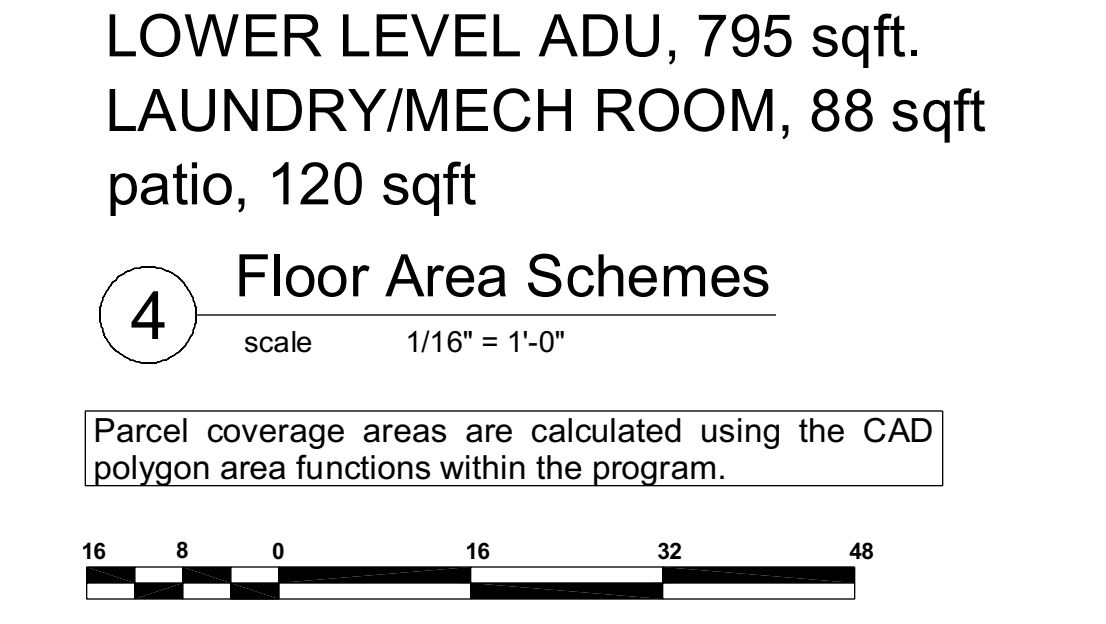 LOWER LEVEL ADU, 795 sqft.
LAUNDRY/MECH ROOM, 88 sqft
patio, 120 sqft
4 Floor Area Schemes
scale 1/16" = 1'-0"
Parcel coverage areas are calculated using the CAD
polygon area functions within the program.
16 8 0 16 32 48